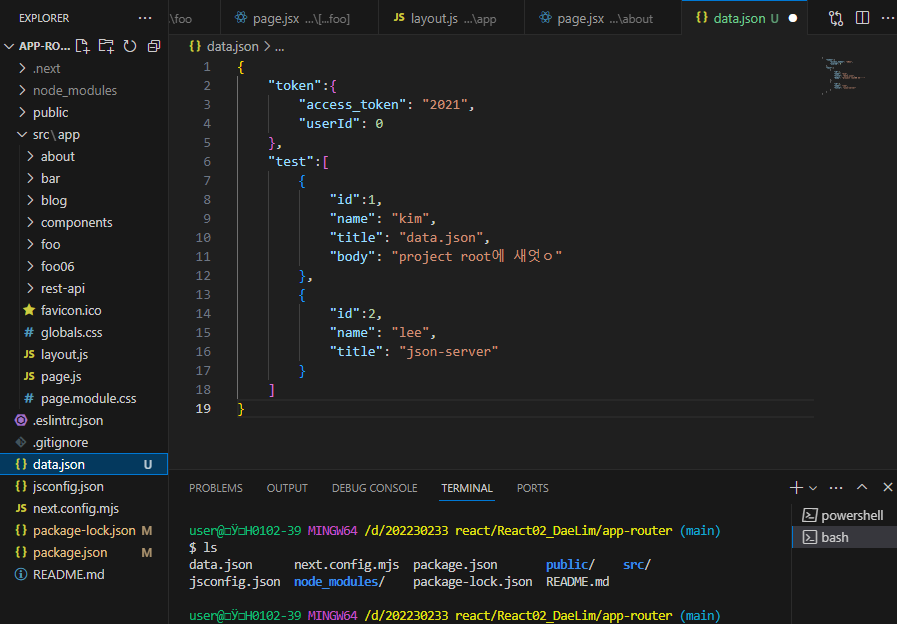 EXPLORER ...
APP-RO...
.next
node_modules
public
src\app
about
bar
blog
components
foo
foo06
rest-api
favicon.ico
# globals.css
JS layout.js
JS page.js
# page.module.css
.eslintrc.json
.gitignore
{} data.json U
{} jsconfig.json
JS next.config.mjs
{} package-lock.json M
{} package.json M
README.md
\foo
page.jsx ...\[...foo]
JS layout.js ...\app
page.jsx ...\about
{} data.json U ●
{} data.json > ...
1 {
2 "token":{
3 "access_token": "2021",
4 "userId": 0
5 },
6 "test":[
7 {
8 "id":1,
9 "name": "kim",
10 "title": "data.json",
11 "body": "project root에 새엇ㅇ"
12 },
13 {
14 "id":2,
15 "name": "lee",
16 "title": "json-server"
17 }
18 ]
19 }
PROBLEMS OUTPUT DEBUG CONSOLE TERMINAL PORTS
user@□Ÿ□H0102-39 MINGW64 /d/202230233 react/React02_DaeLim/app-router (main)
$ ls
data.json next.config.mjs package.json public/ src/
jsconfig.json node_modules/ package-lock.json README.md
user@□Ÿ□H0102-39 MINGW64 /d/202230233 react/React02_DaeLim/app-router (main)
powershell
bash